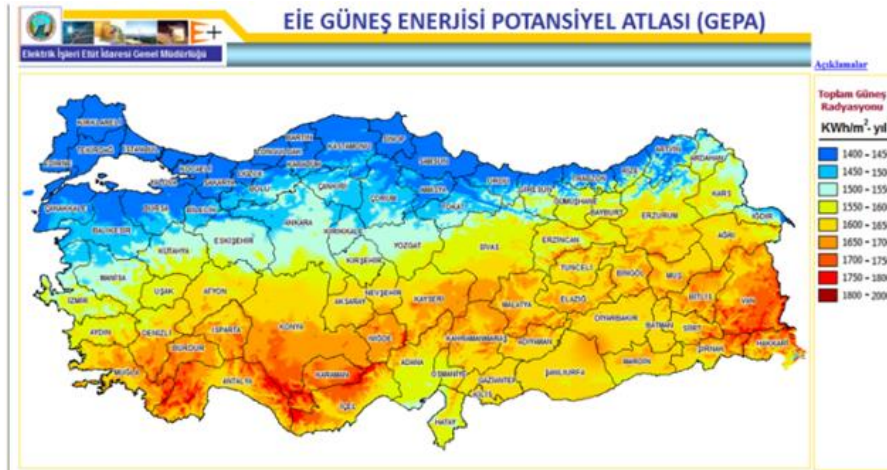 EİE GÜNEŞ ENERJİSİ POTANSİYEL ATLASI (GEPA)
Elektrik İşleri Etüt İdaresi Genel Müdürlüğü
Açıklamalar
Toplam Güneş
Radyasyonu
KWh/m²- yıl
1400 - 145
1450 - 150
1500 - 155
1550 - 160
1600 - 165
1650 - 170
1700 - 175
1750 - 180
1800 - 200
KIRKLARELİ
TEKİRDAĞ
İSTANBUL
EDİRNE
KOCAELİ
SAKARYA
BOLU
BARTIN
ZONGULDAK
KARABÜK
KASTAMONU
SİNOP
SAMSUN
ORDU
GİRESUN
TRABZON
RİZE
ARTVİN
ARDAHAN
KARS
IĞDIR
ÇANAKKALE
BALIKESİR
BURSA
BİLECİK
ESKİŞEHİR
ANKARA
ÇANKIRI
ÇORUM
AMASYA
TOKAT
GÜMÜŞHANE
BAYBURT
ERZURUM
AĞRI
KÜTAHYA
KIRIKKALE
YOZGAT
SİVAS
ERZİNCAN
MANİSA
UŞAK
AFYON
KIRŞEHİR
NEVŞEHİR
KAYSERİ
TUNCELİ
BİNGÖL
MUŞ
İZMİR
AKSARAY
MALATYA
ELAZIĞ
BİTLİS
VAN
AYDIN
DENİZLİ
ISPARTA
KONYA
NİĞDE
KAHRAMANMARAŞ
ADIYAMAN
DİYARBAKIR
BATMAN
SİİRT
BURDUR
ŞIRNAK
HAKKARİ
MUĞLA
ANTALYA
KARAMAN
İÇEL
ADANA
OSMANİYE
GAZİANTEP
KİLİS
ŞANLIURFA
MARDİN
HATAY